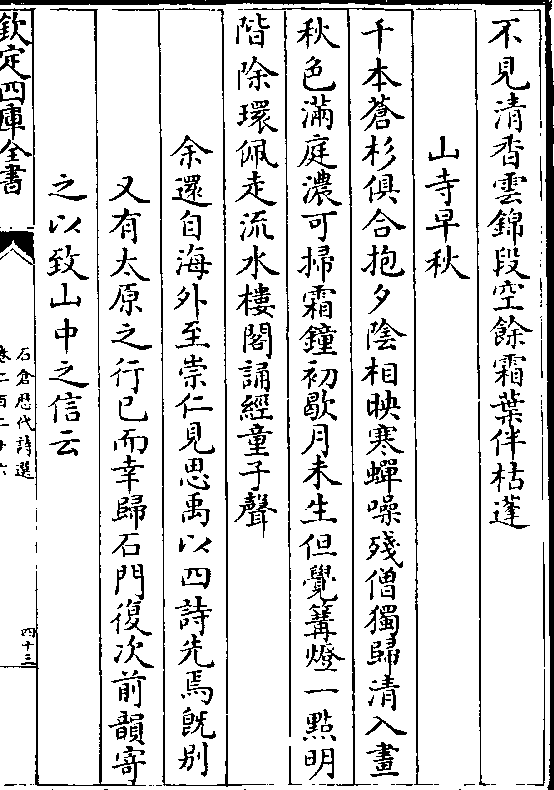 不見清香雲錦段空餘霜葉伴枯蓬
山寺早秋
千本蒼杉俱合抱夕陰相映寒蟬噪殘僧獨歸清入畫
秋色滿庭濃可掃霜鐘初歇月未生但覺篝燈一㸃明
階除環佩走流水樓閣誦經童子聲
余還自海外至崇仁見思禹以四詩先焉旣别
又有太原之行已而幸歸石門復次前韻寄
之以致山中之信云
欽定四庫全書
石倉歴代詩選
卷二百二十六
四十三